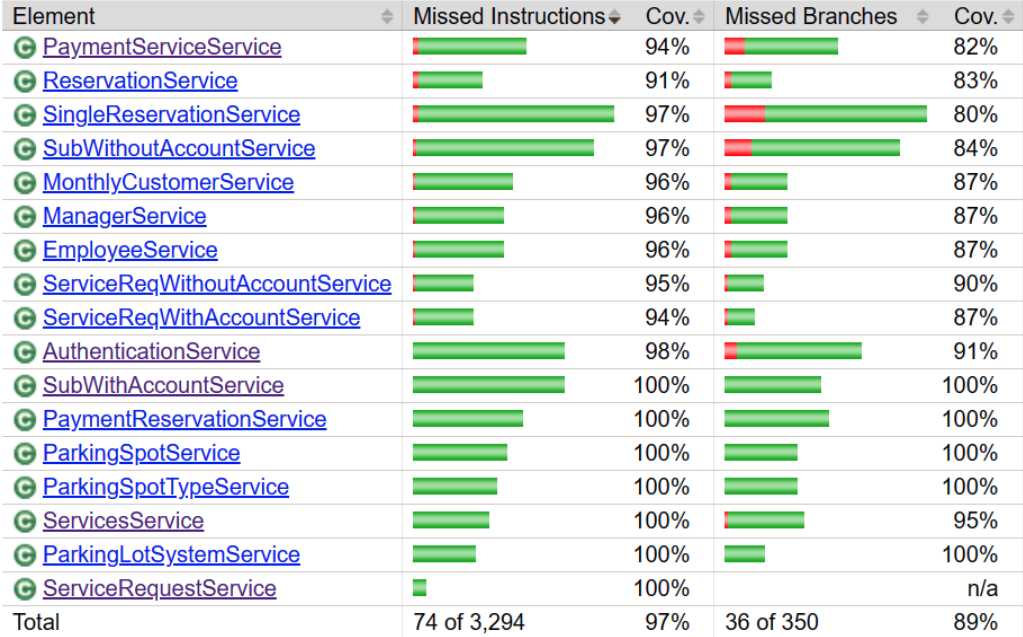 Element Missed Instructions Cov. Missed Branches Cov.
C PaymentServiceService 94% 82%
C ReservationService 91% 83%
C SingleReservationService 97% 80%
C SubWithoutAccountService 97% 84%
C MonthlyCustomerService 96% 87%
C ManagerService 96% 87%
C EmployeeService 96% 87%
C ServiceReqWithoutAccountService 95% 90%
C ServiceReqWithAccountService 94% 87%
C AuthenticationService 98% 91%
C SubWithAccountService 100% 100%
C PaymentReservationService 100% 100%
C ParkingSpotService 100% 100%
C ParkingSpotTypeService 100% 100%
C ServicesService 100% 95%
C ParkingLotSystemService 100% 100%
C ServiceRequestService 100% n/a
Total 74 of 3,294 97% 36 of 350 89%